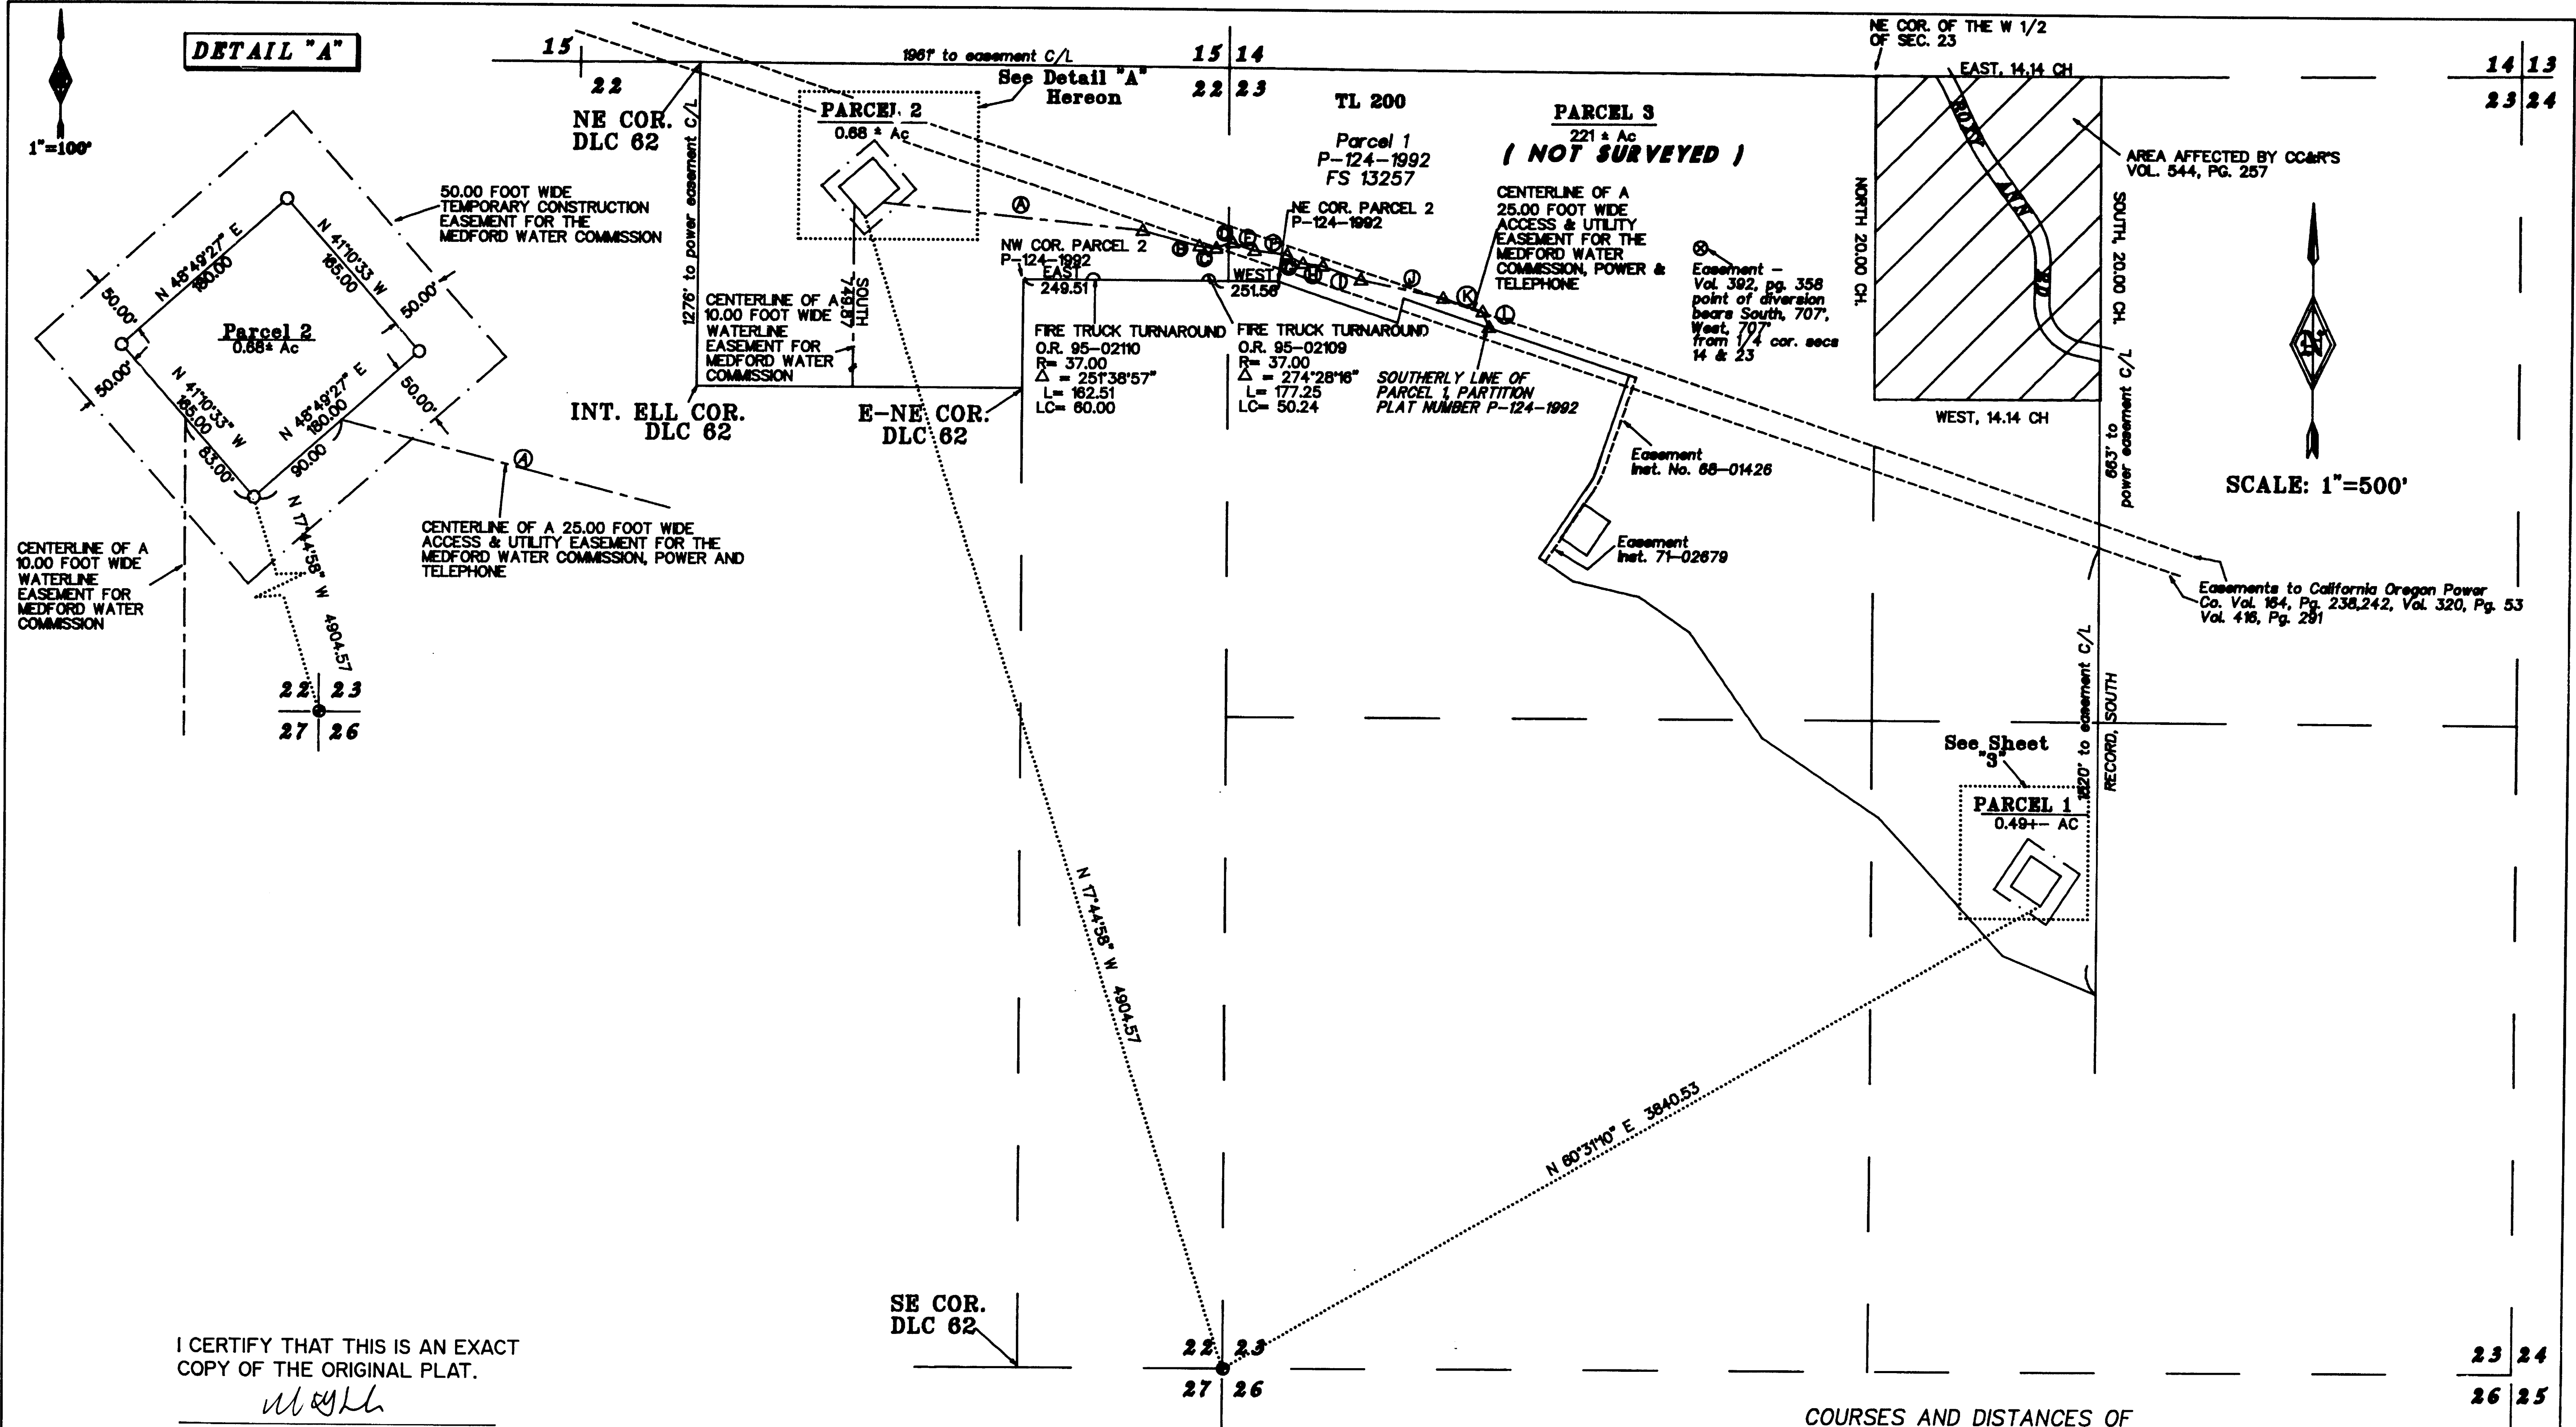 DETAIL "A"
1"=100'
50.00 FOOT WIDE
TEMPORARY CONSTRUCTION
EASEMENT FOR THE
MEDFORD WATER COMMISSION
N 48°49'27" E
180.00
N 41°10'33 W
165.00
50.00'
50.00'
50.00'
50.00'
Parcel 2
0.68± Ac
N 41°10'33" W
165.00
83.00'
N 48°49'27" E
180.00
90.00
A
CENTERLINE OF A 25.00 FOOT WIDE
ACCESS & UTILITY EASEMENT FOR THE
MEDFORD WATER COMMISSION, POWER AND
TELEPHONE
N 17°44'58" W 4904.57
CENTERLINE OF A
10.00 FOOT WIDE
WATERLINE
EASEMENT FOR
MEDFORD WATER
COMMISSION
22 23
27 26
15
22
1961' to easement C/L
See Detail "A"
Hereon
15 14
22 23
NE COR.
DLC 62
PARCEL 2
0.68 ± Ac
1276' to power easement C/L
A
NW COR. PARCEL 2
P-124-1992
EAST
249.51
WEST
251.56
SOUTH
749.87
CENTERLINE OF A
10.00 FOOT WIDE
WATERLINE
EASEMENT FOR
MEDFORD WATER
COMMISSION
INT. ELL COR.
DLC 62
E-NE COR.
DLC 62
FIRE TRUCK TURNAROUND
O.R. 95-02110
R= 37.00
△ = 251°38'57"
L= 162.51
LC= 60.00
FIRE TRUCK TURNAROUND
O.R. 95-02109
R= 37.00
△ = 274°28'16"
L= 177.25
LC= 50.24
TL 200
Parcel 1
P-124-1992
FS 13257
NE COR. PARCEL 2
P-124-1992
B C D E F G H I J K L
PARCEL 3
221 ± Ac
( NOT SURVEYED )
CENTERLINE OF A
25.00 FOOT WIDE
ACCESS & UTILITY
EASEMENT FOR THE
MEDFORD WATER
COMMISSION, POWER &
TELEPHONE
SOUTHERLY LINE OF
PARCEL 1, PARTITION
PLAT NUMBER P-124-1992
Easement -
Vol. 392, pg. 358
point of diversion
bears South, 707',
West, 707'
from 1/4 cor. secs
14 & 23
Easement
Inst. No. 68-01426
Easement
Inst. 71-02679
NE COR. OF THE W 1/2
OF SEC. 23
EAST, 14.14 CH
ROXY ANN RD
NORTH 20.00 CH.
SOUTH, 20.00 CH.
WEST, 14.14 CH
AREA AFFECTED BY CC&R'S
VOL. 544, PG. 257
14 13
23 24
SCALE: 1"=500'
663' to
power easement C/L
Easements to California Oregon Power
Co. Vol. 164, Pg. 238,242, Vol. 320, Pg. 53
Vol. 416, Pg. 291
1820' to easement C/L
RECORD, SOUTH
See Sheet
"3"
PARCEL 1
0.49+- AC
N 17°44'58" W 4904.57
N 60°31'10" E 3840.53
SE COR.
DLC 62
22 23
27 26
23 24
26 25
I CERTIFY THAT THIS IS AN EXACT
COPY OF THE ORIGINAL PLAT.
COURSES AND DISTANCES OF